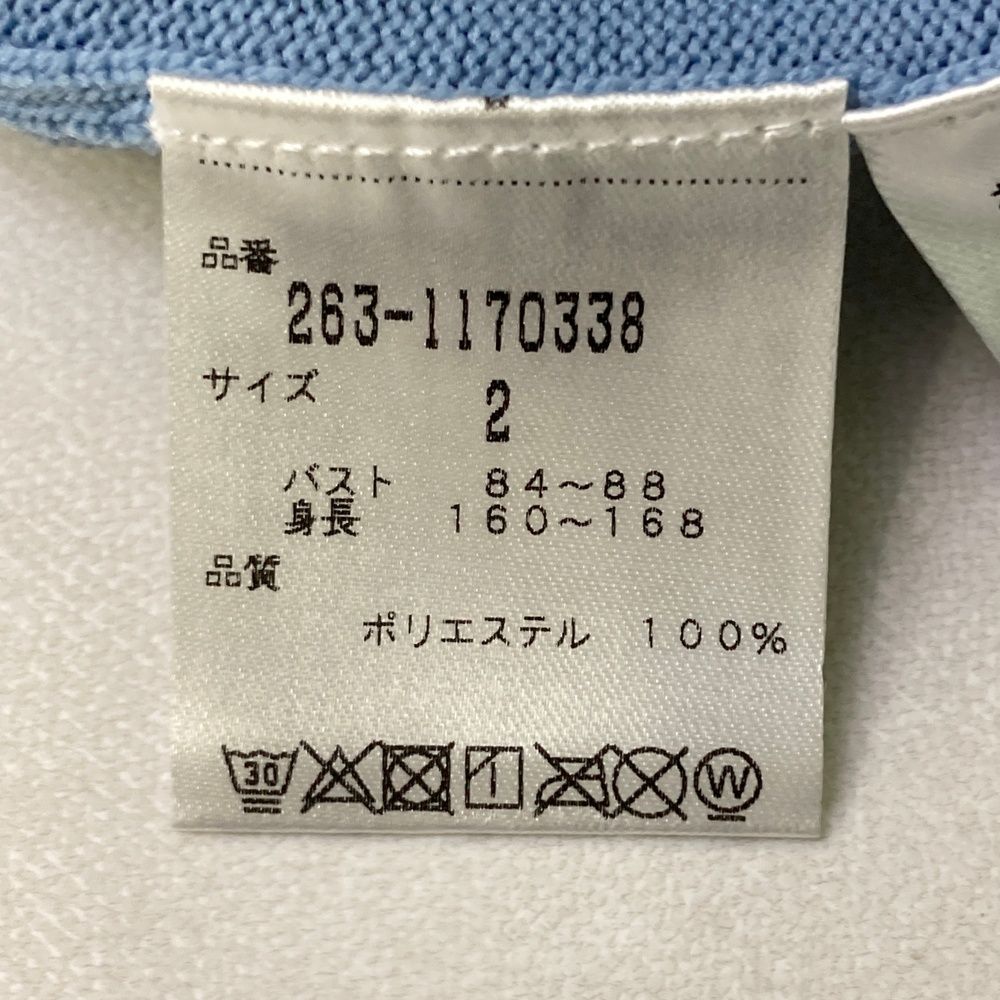 品番
263-1170338
サイズ
2
バスト 84〜88
身長 160〜168
品質
ポリエステル 100%
30
W